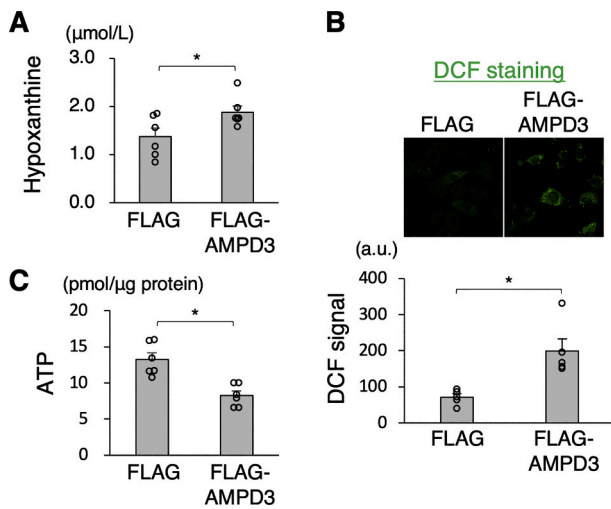 A
(μmol/L)
Hypoxanthine
3.0
2.0
1.0
0.0
*
FLAG
FLAG-
AMPD3
B
DCF staining
FLAG
FLAG-
AMPD3
(a.u.)
DCF signal
400
300
200
100
0
*
FLAG
FLAG-
AMPD3
C
(pmol/μg protein)
ATP
20
15
10
5
0
*
FLAG
FLAG-
AMPD3